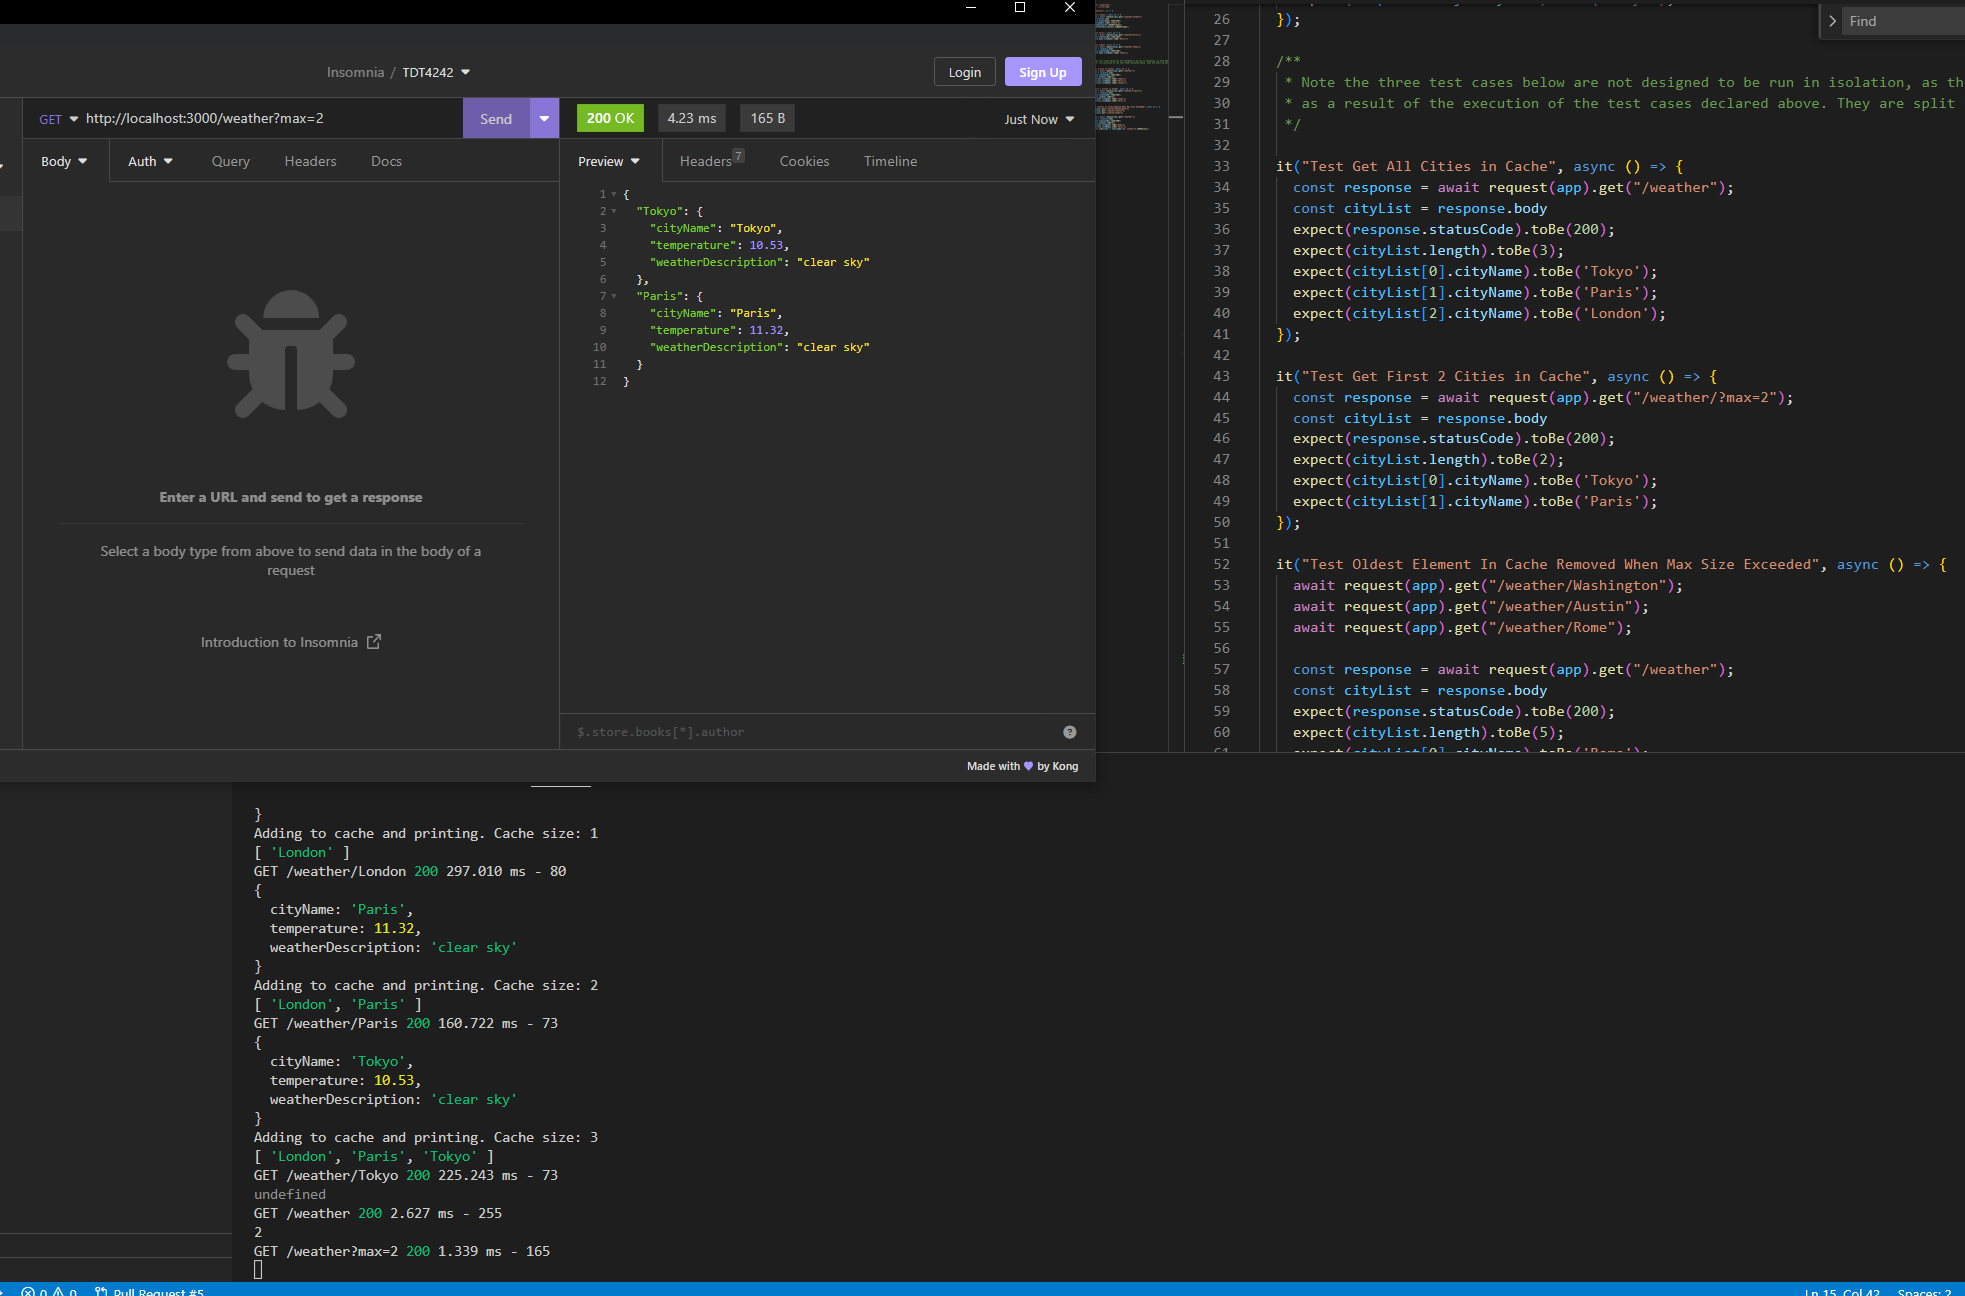 Insomnia / TDT4242
Login
Sign Up
GET http://localhost:3000/weather?max=2
Send
200 OK
4.23 ms
165 B
Just Now
Body
Auth
Query
Headers
Docs
Preview
Headers 7
Cookies
Timeline
1 {
2 "Tokyo": {
3 "cityName": "Tokyo",
4 "temperature": 10.53,
5 "weatherDescription": "clear sky"
6 },
7 "Paris": {
8 "cityName": "Paris",
9 "temperature": 11.32,
10 "weatherDescription": "clear sky"
11 }
12 }
Enter a URL and send to get a response
Select a body type from above to send data in the body of a
request
Introduction to Insomnia
$.store.books[*].author
Made with by Kong
Find
26 });
27
28 /**
29 * Note the three test cases below are not designed to be run in isolation, as
30 * as a result of the execution of the test cases declared above. They are split
31 */
32
33 it("Test Get All Cities in Cache", async () => {
34 const response = await request(app).get("/weather");
35 const cityList = response.body
36 expect(response.statusCode).toBe(200);
37 expect(cityList.length).toBe(3);
38 expect(cityList[0].cityName).toBe('Tokyo');
39 expect(cityList[1].cityName).toBe('Paris');
40 expect(cityList[2].cityName).toBe('London');
41 });
42
43 it("Test Get First 2 Cities in Cache", async () => {
44 const response = await request(app).get("/weather/?max=2");
45 const cityList = response.body
46 expect(response.statusCode).toBe(200);
47 expect(cityList.length).toBe(2);
48 expect(cityList[0].cityName).toBe('Tokyo');
49 expect(cityList[1].cityName).toBe('Paris');
50 });
51
52 it("Test Oldest Element In Cache Removed When Max Size Exceeded", async () => {
53 await request(app).get("/weather/Washington");
54 await request(app).get("/weather/Austin");
55 await request(app).get("/weather/Rome");
56
57 const response = await request(app).get("/weather");
58 const cityList = response.body
59 expect(response.statusCode).toBe(200);
60 expect(cityList.length).toBe(5);
61 expect(cityList[0].cityName).toBe('Rome');
}
Adding to cache and printing. Cache size: 1
[ 'London' ]
GET /weather/London 200 297.010 ms - 80
{
cityName: 'Paris',
temperature: 11.32,
weatherDescription: 'clear sky'
}
Adding to cache and printing. Cache size: 2
[ 'London', 'Paris' ]
GET /weather/Paris 200 160.722 ms - 73
{
cityName: 'Tokyo',
temperature: 10.53,
weatherDescription: 'clear sky'
}
Adding to cache and printing. Cache size: 3
[ 'London', 'Paris', 'Tokyo' ]
GET /weather/Tokyo 200 225.243 ms - 73
undefined
GET /weather 200 2.627 ms - 255
2
GET /weather?max=2 200 1.339 ms - 165
0 0 Pull Request #5
Ln 15, Col 42 Spaces: 2